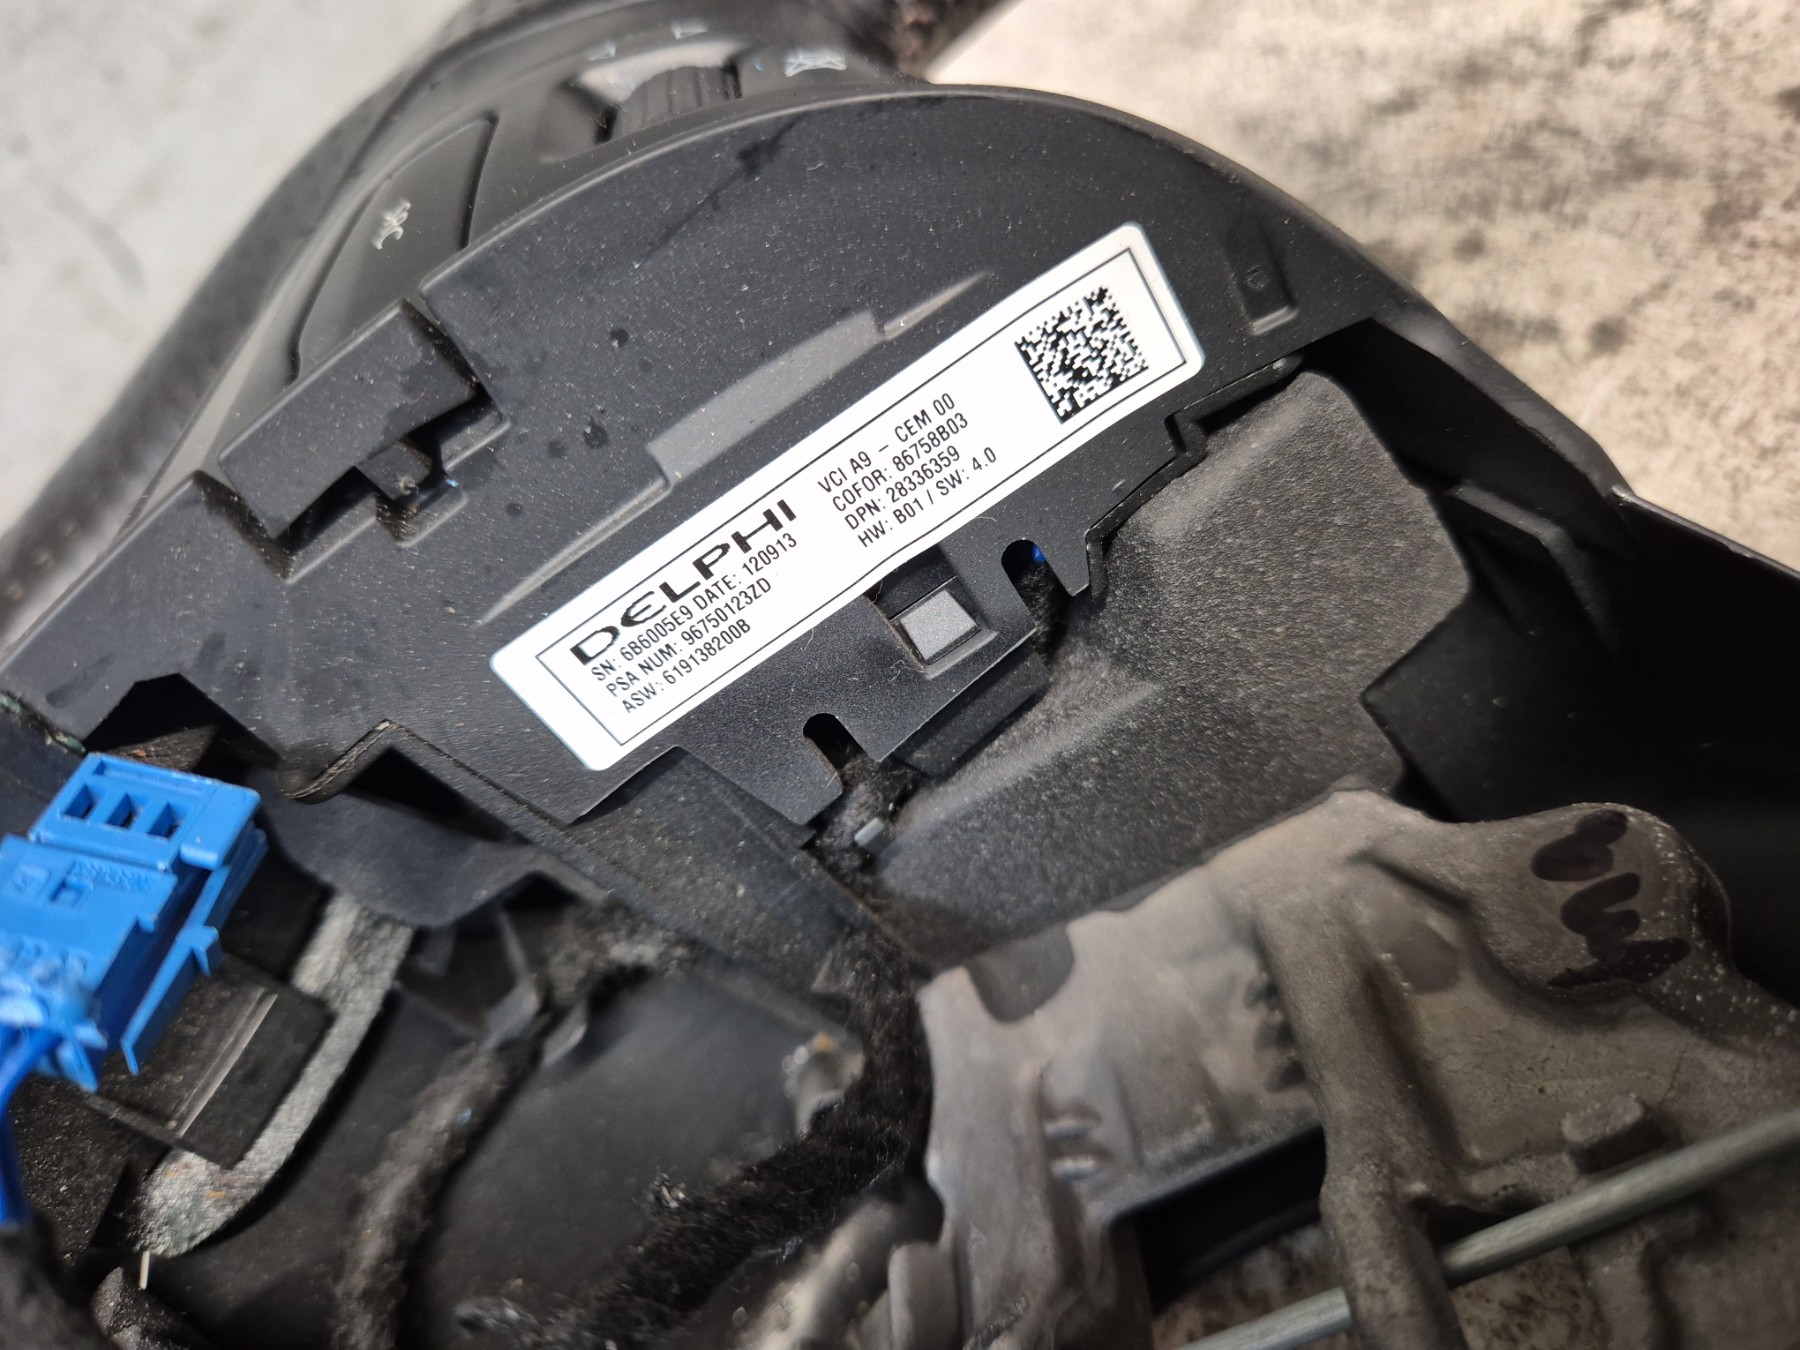 DELPHI
SN: 6B6005E9 DATE: 120913
PSA NUM: 96750123ZD
ASW: 619138200B
VCI A9 - CEM 00
COFOR: 86758B03
DPN: 28336359
HW: B01 / SW: 4.0